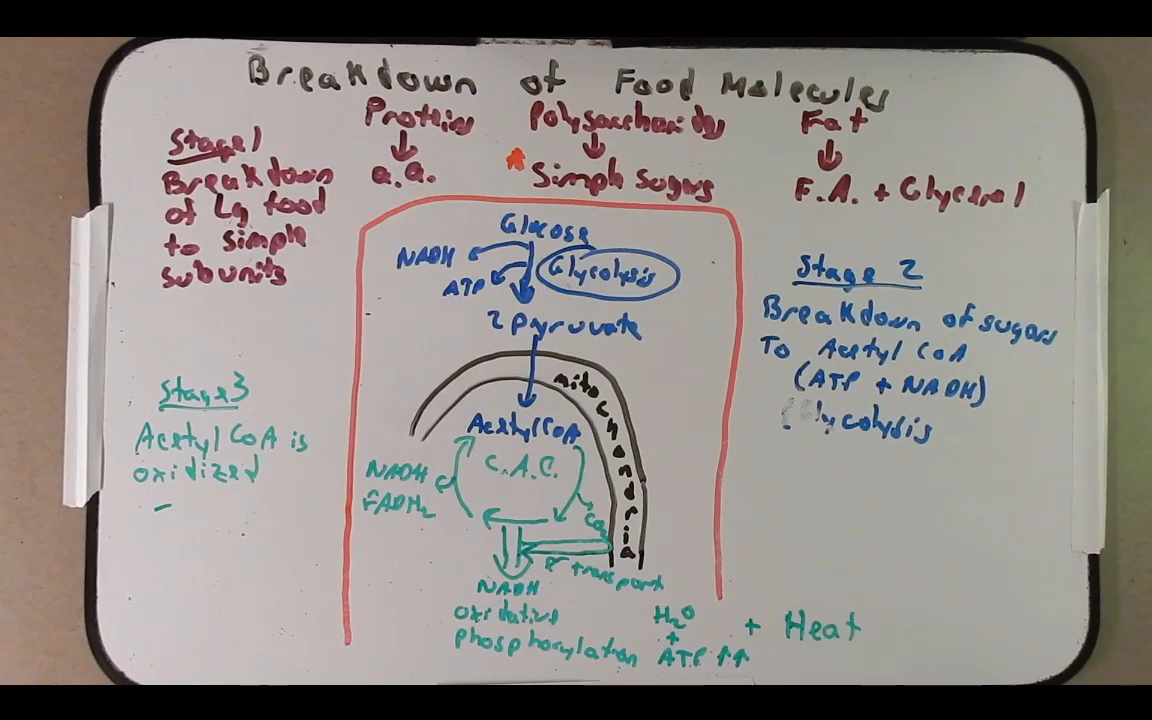 Breakdown of Food Molecules
Stage 1
Breakdown
of Lg food
to simple
subunits
Proteins
a.a.
Polysaccharides
Simple sugars
Fat
F.A. + Glycerol
Glucose
NADH
ATP
Glycolysis
2 pyruvate
mitochondria
Acetyl CoA
C.A.C.
NADH
FADH2
CO2
e- transport
NADH
oxidative
phosphorylation
H2O
+
ATP ↑↑
+ Heat
Stage 2
Breakdown of sugars
To Acetyl CoA
(ATP + NADH)
Glycolysis
Stage 3
Acetyl CoA is
oxidized